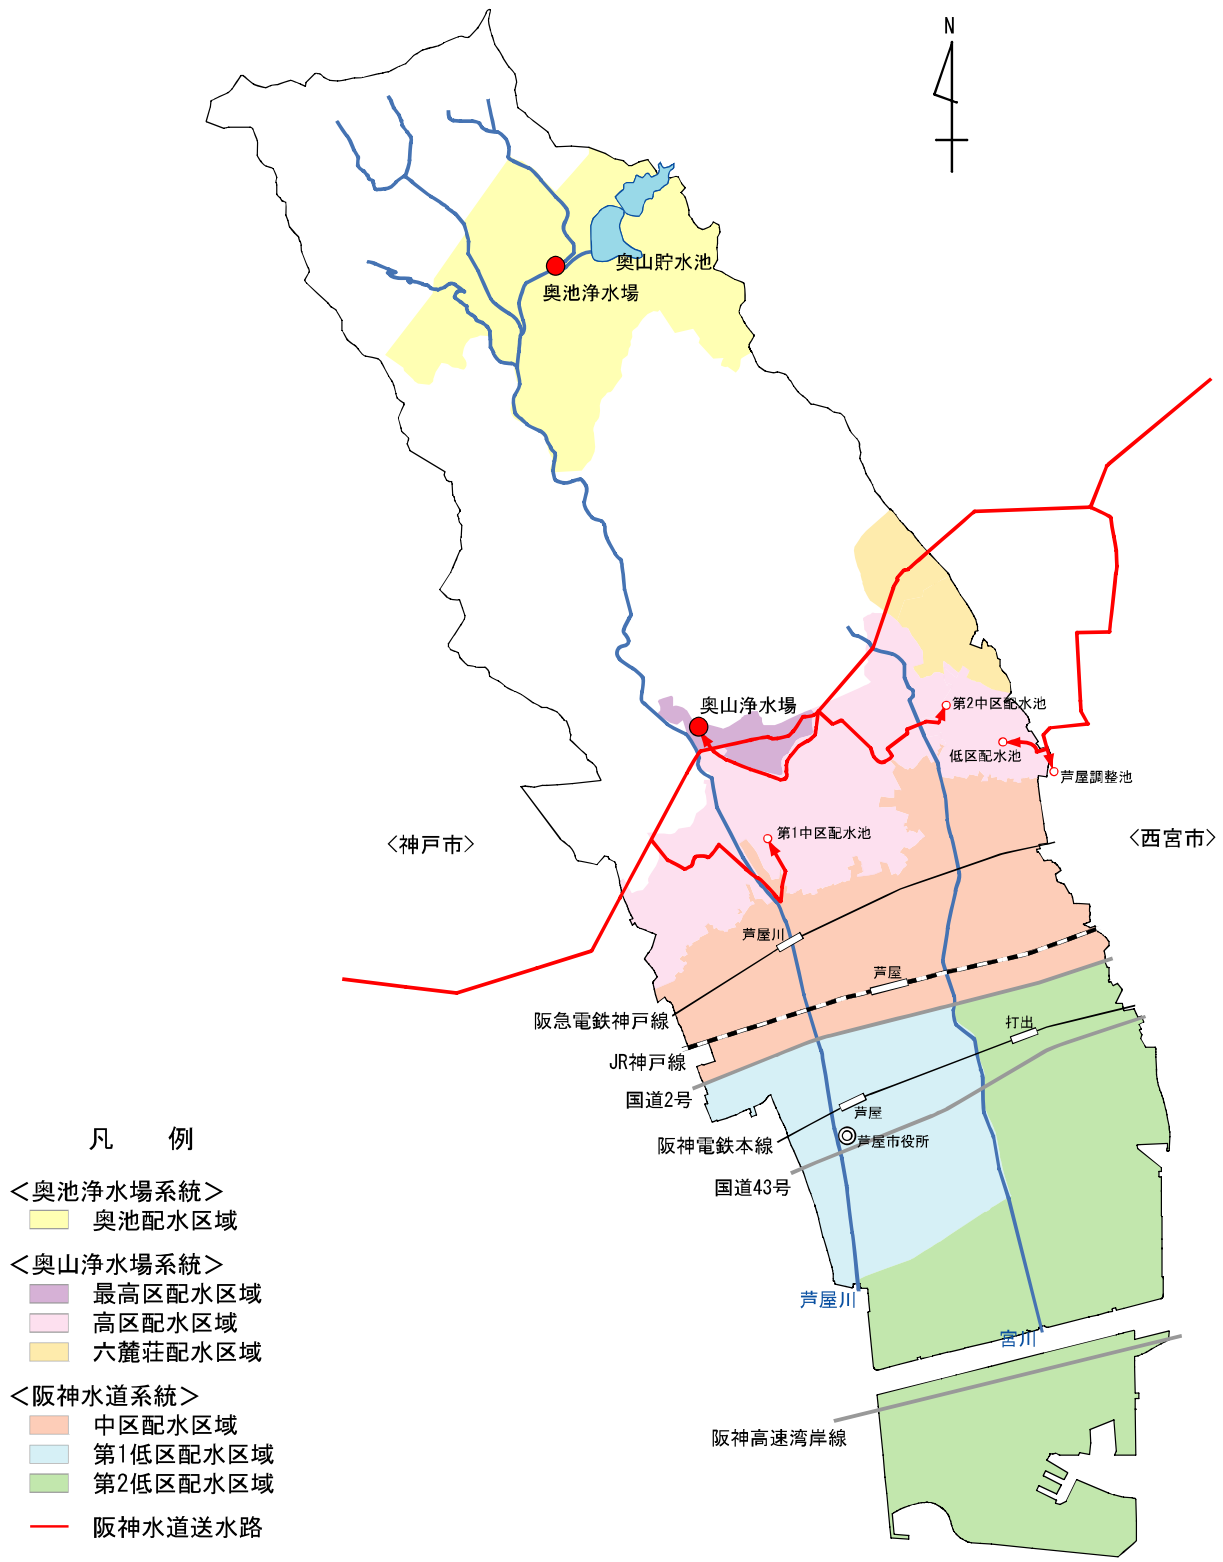 N
奥山貯水池
奥池浄水場
奥山浄水場
第2中区配水池
低区配水池
芦屋調整池
<神戸市>
第1中区配水池
<西宮市>
芦屋川
芦屋
阪急電鉄神戸線
打出
JR神戸線
国道2号
芦屋
阪神電鉄本線
芦屋市役所
国道43号
芦屋川
宮川
阪神高速湾岸線
凡 例
<奥池浄水場系統>
奥池配水区域
<奥山浄水場系統>
最高区配水区域
高区配水区域
六麓荘配水区域
<阪神水道系統>
中区配水区域
第1低区配水区域
第2低区配水区域
阪神水道送水路